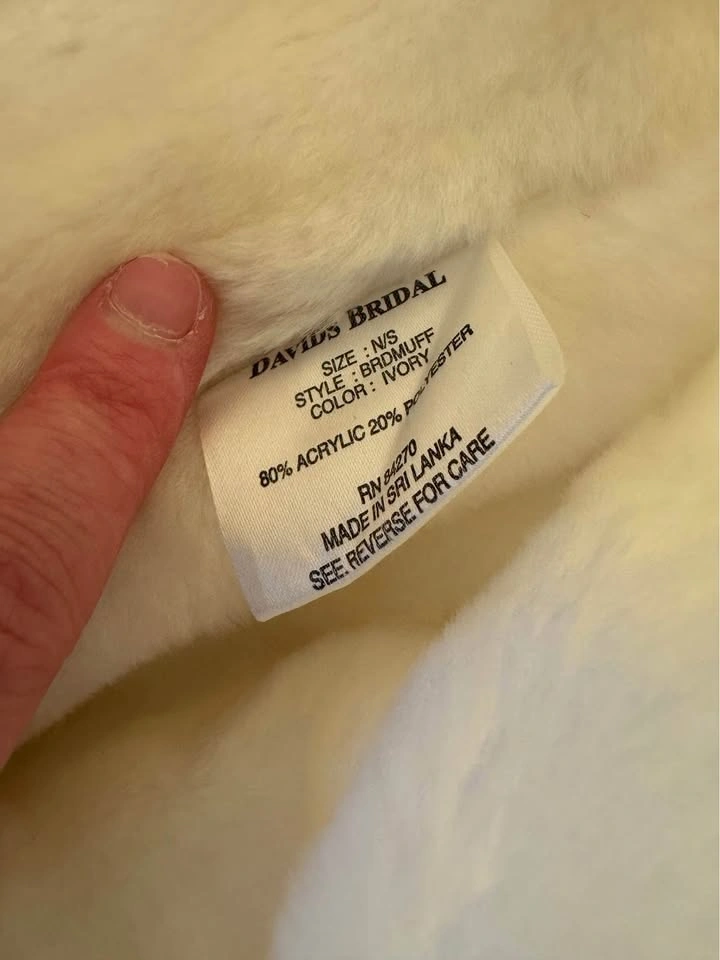 DAVID'S BRIDAL
SIZE : N/S
STYLE : BRDMUFF
COLOR : IVORY
80% ACRYLIC 20% POLYESTER
RN 84270
MADE IN SRI LANKA
SEE REVERSE FOR CARE